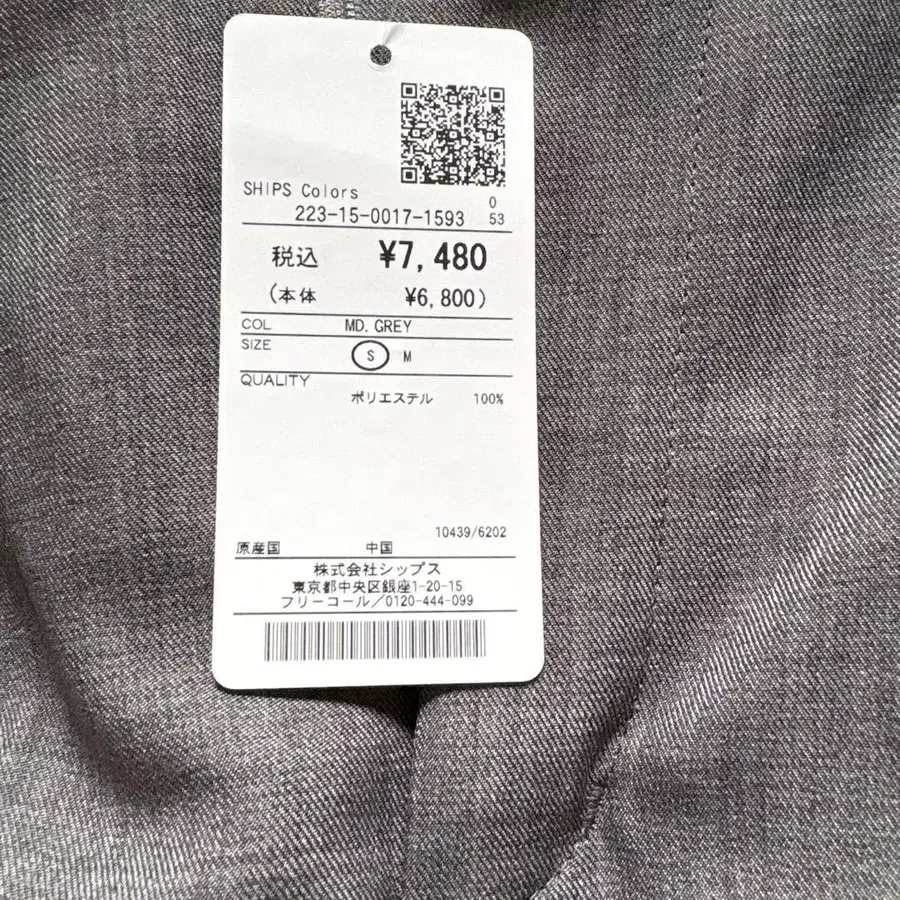 SHIPS Colors
0
223-15-0017-1593 53
税込 ¥7,480
(本体 ¥6,800)
COL MD.GREY
SIZE S M
QUALITY
ポリエステル 100%
10439/6202
原産国 中国
株式会社シップス
東京都中央区銀座1-20-15
フリーコール/0120-444-099